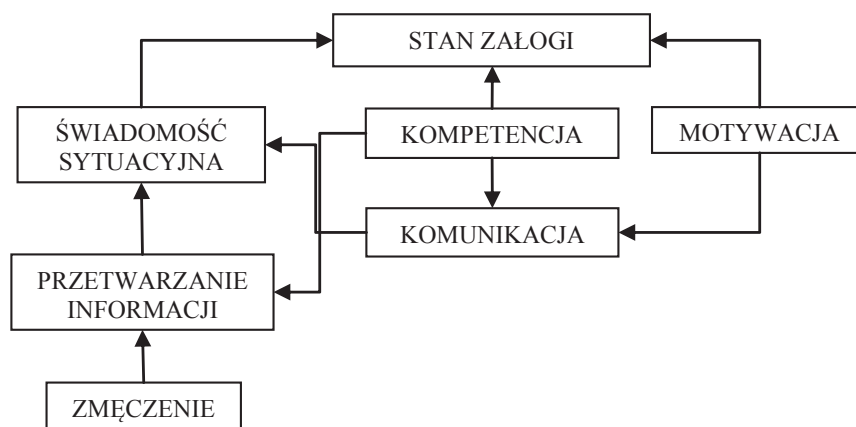 STAN ZAŁOGI
ŚWIADOMOŚĆ
SYTUACYJNA
KOMPETENCJA
MOTYWACJA
KOMUNIKACJA
PRZETWARZANIE
INFORMACJI
ZMĘCZENIE